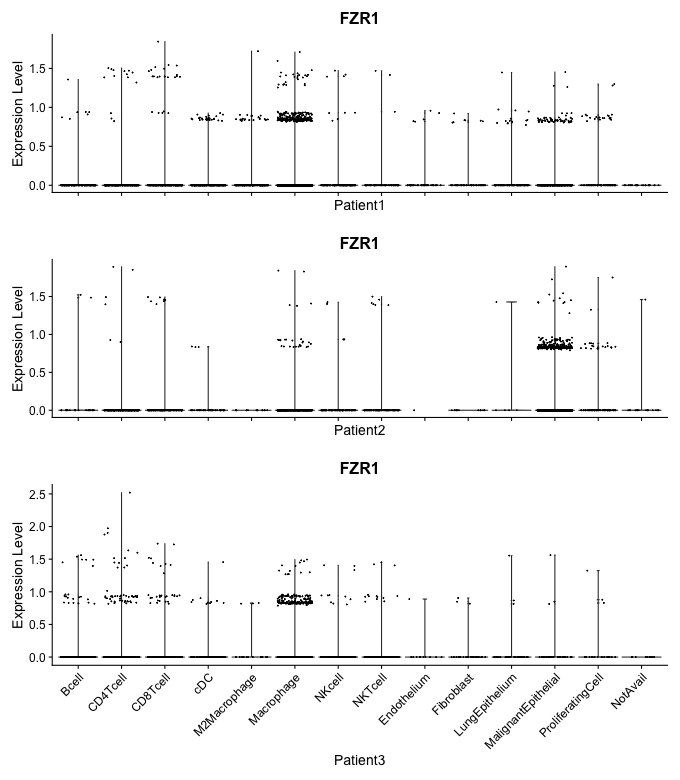 FZR1
Expression Level
1.5
1.0
0.5
0.0
Patient1
FZR1
Expression Level
1.5
1.0
0.5
0.0
Patient2
FZR1
Expression Level
2.5
2.0
1.5
1.0
0.5
0.0
Bcell
CD4Tcell
CD8Tcell
cDC
M2Macrophage
Macrophage
NKcell
NKTcell
Endothelium
Fibroblast
LungEpithelium
MalignantEpithelial
ProliferatingCell
NotAvail
Patient3